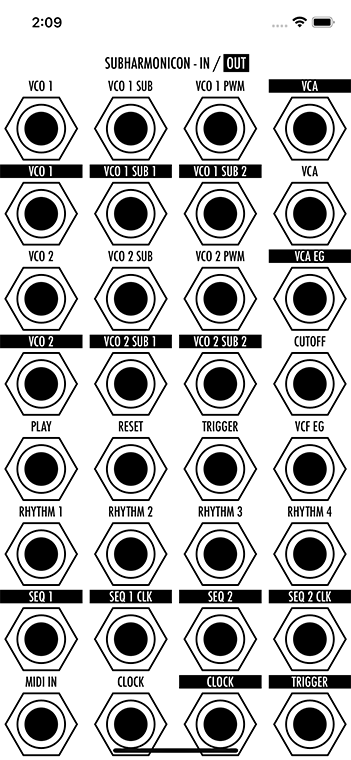 2:09
SUBHARMONICON - IN / OUT
VCO 1 VCO 1 SUB VCO 1 PWM VCA
VCO 1 VCO 1 SUB 1 VCO 1 SUB 2 VCA
VCO 2 VCO 2 SUB VCO 2 PWM VCA EG
VCO 2 VCO 2 SUB 1 VCO 2 SUB 2 CUTOFF
PLAY RESET TRIGGER VCF EG
RHYTHM 1 RHYTHM 2 RHYTHM 3 RHYTHM 4
SEQ 1 SEQ 1 CLK SEQ 2 SEQ 2 CLK
MIDI IN CLOCK CLOCK TRIGGER